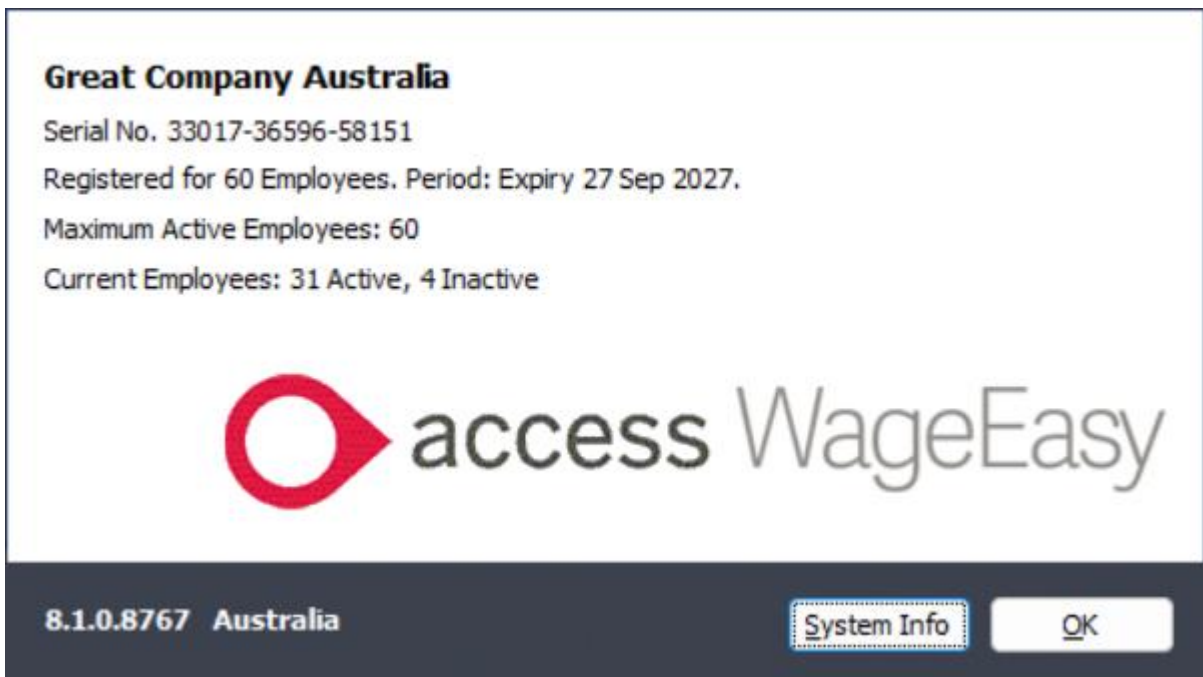 Great Company Australia
Serial No. 33017-36596-58151
Registered for 60 Employees. Period: Expiry 27 Sep 2027.
Maximum Active Employees: 60
Current Employees: 31 Active, 4 Inactive
access WageEasy
8.1.0.8767 Australia
System Info
OK